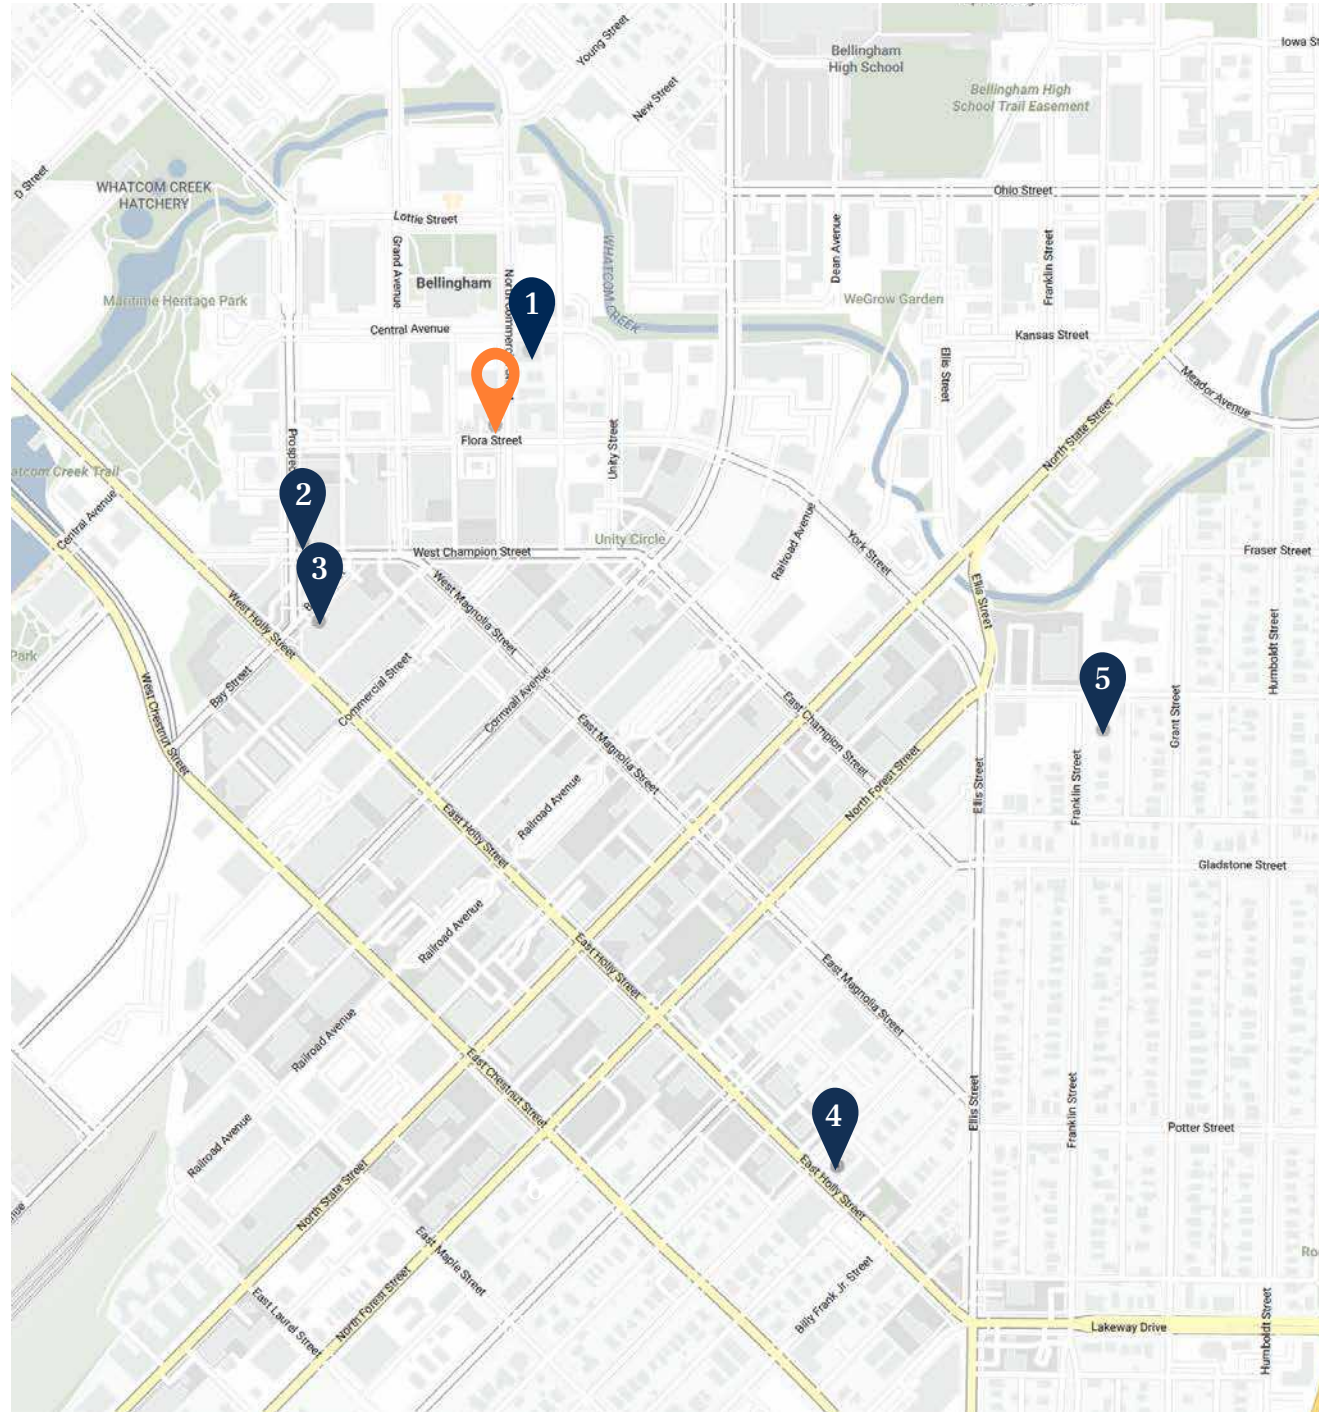 Young Street
Bellingham
High School
Iowa St
New Street
Bellingham High
School Trail Easement
D Street
WHATCOM CREEK
HATCHERY
Ohio Street
Lottie Street
Grand Avenue
WHATCOM CREEK
Dean Avenue
Franklin Street
Bellingham
Maritime Heritage Park
1
WeGrow Garden
Central Avenue
Kansas Street
Ellis Street
Meador Avenue
North State Street
Flora Street
Unity Street
atcom Creek Trail
Prospec
2
Central Avenue
Railroad Avenue
York Street
Unity Circle
West Champion Street
Fraser Street
3
West Magnolia Street
Ellis Street
West Holly Street
Humboldt Street
Park
Bay Street
Commercial Street
Cornwall Avenue
5
West Chestnut Street
East Champion Street
Grant Street
East Magnolia Street
North Forest Street
Ellis Street
Franklin Street
Railroad Avenue
East Holly Street
Gladstone Street
Railroad Avenue
East Holly Street
East Magnolia Street
Railroad Avenue
East Chestnut Street
Ellis Street
Franklin Street
4
Potter Street
Railroad Avenue
East Holly Street
North State Street
East Maple Street
Billy Frank Jr. Street
Ro
East Laurel Street
North Forest Street
Lakeway Drive
Humboldt Street